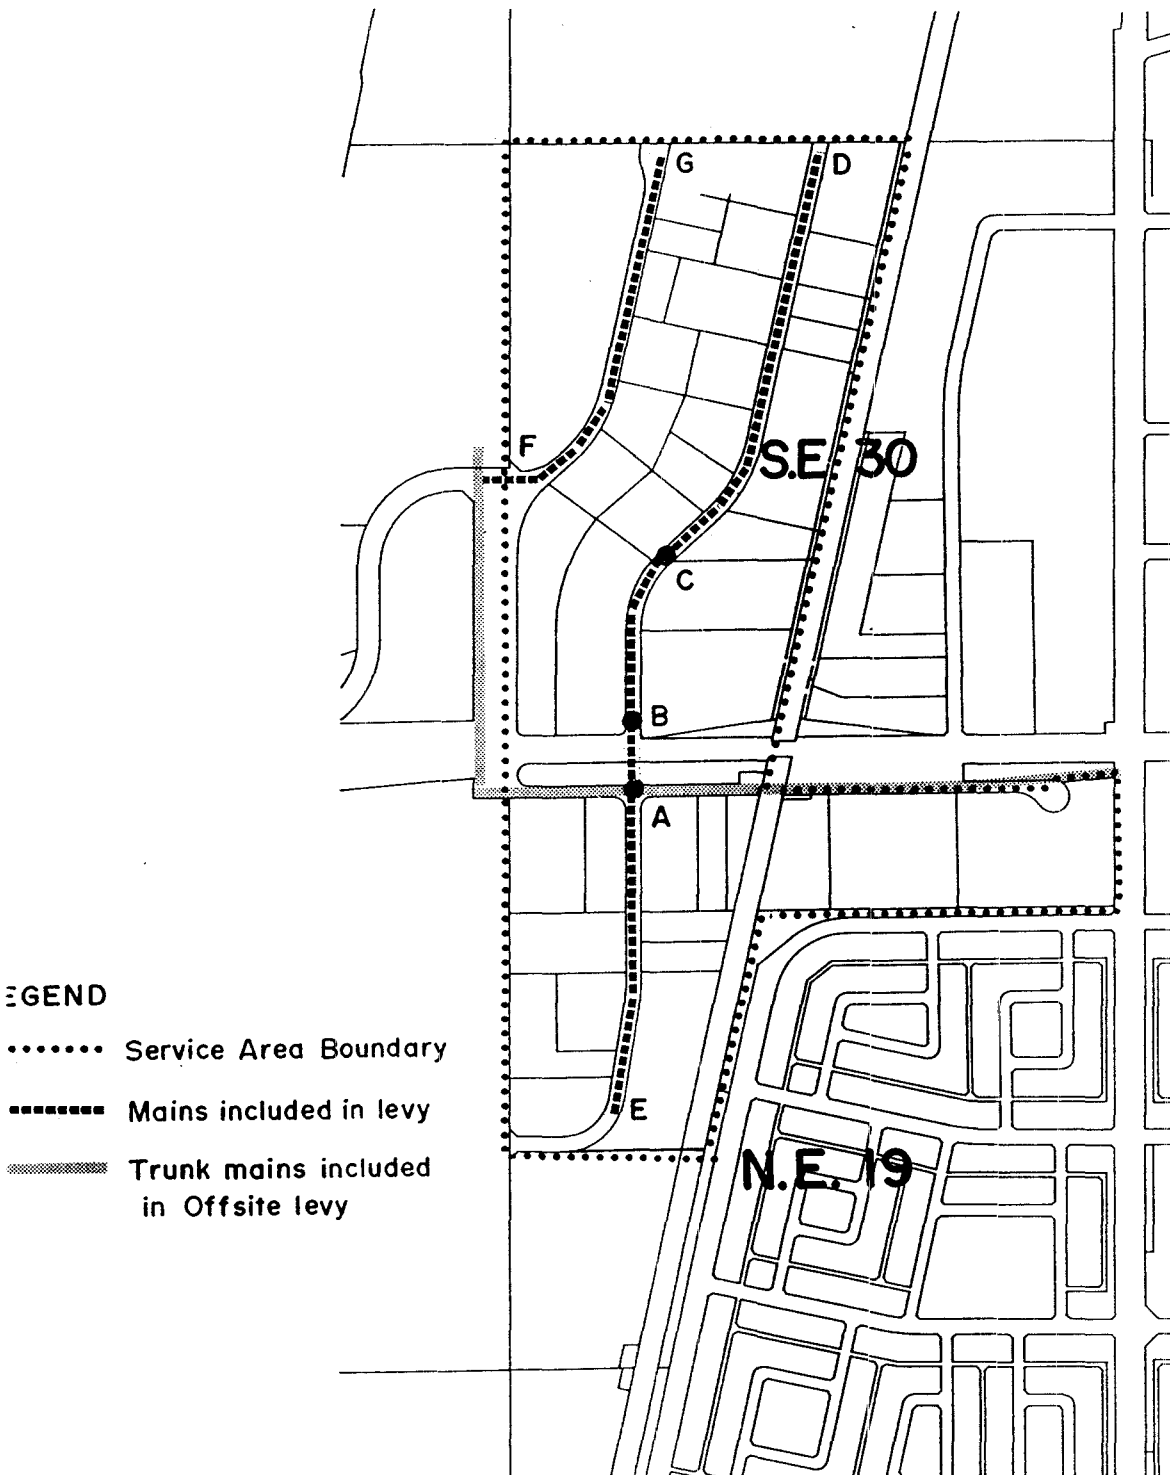 G
D
F
S.E. 30
C
B
A
EGEND
Service Area Boundary
Mains included in levy
E
Trunk mains included
in Offsite levy
N.E. 19